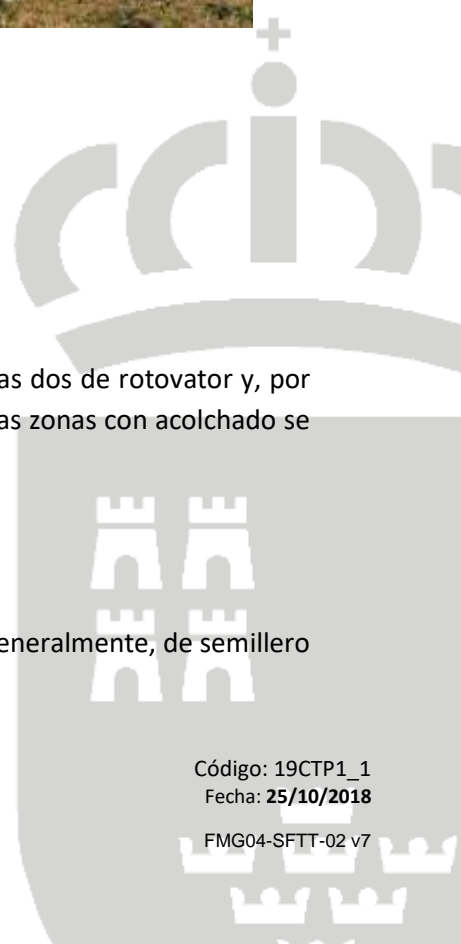 as dos de rotovator y, por
as zonas con acolchado se
eneralmente, de semillero
Código: 19CTP1_1
Fecha: 25/10/2018
FMG04-SFTT-02 v7